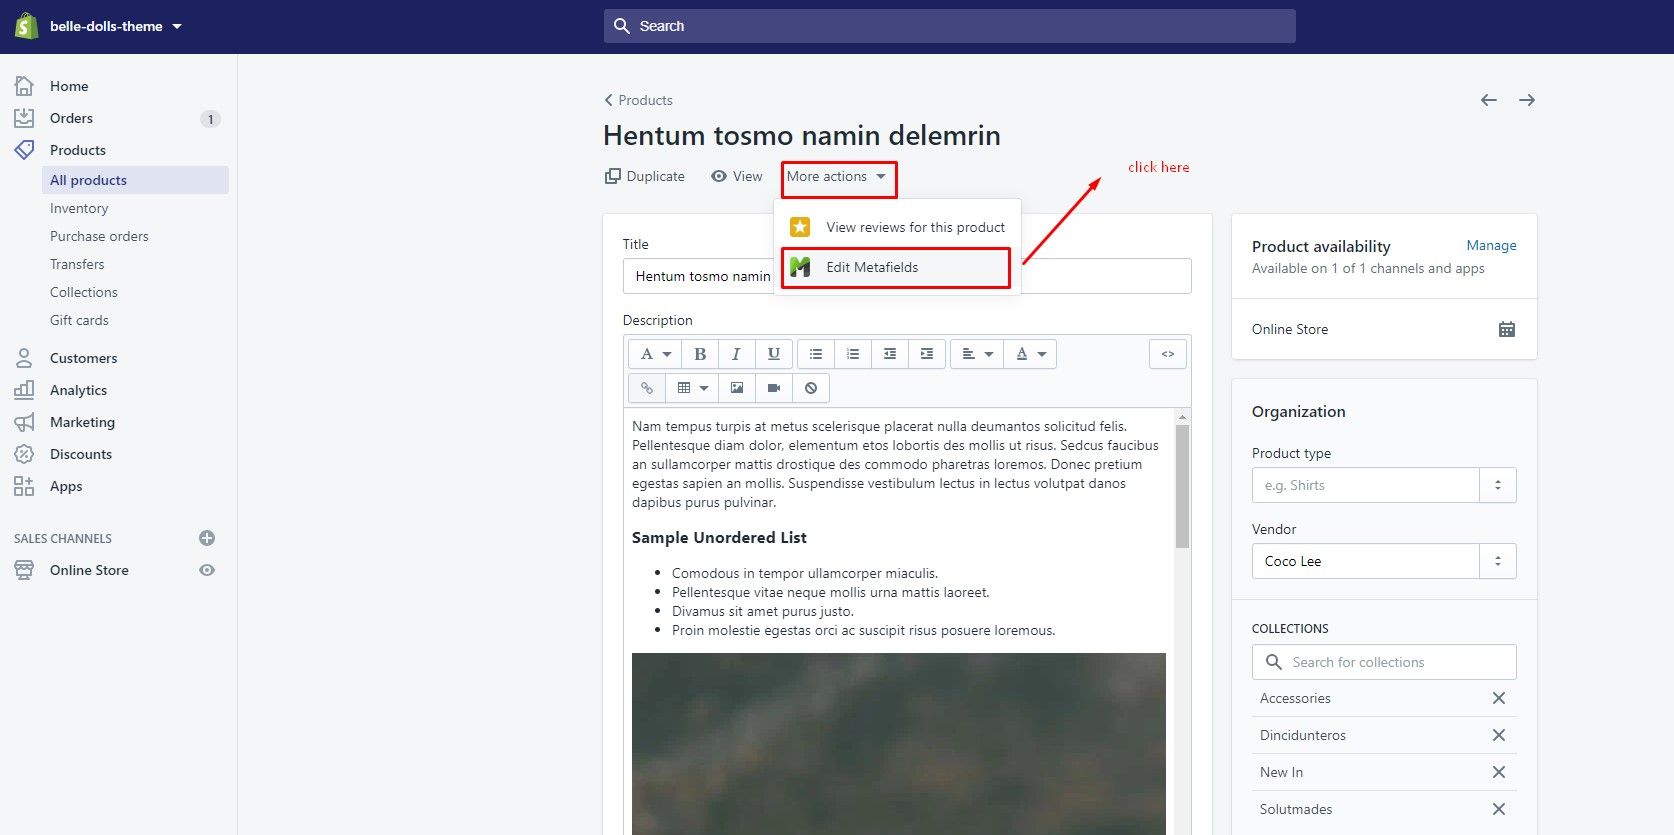 belle-dolls-theme
Search
Home
Orders
1
Products
All products
Inventory
Purchase orders
Transfers
Collections
Gift cards
Customers
Analytics
Marketing
Discounts
Apps
SALES CHANNELS
Online Store
Products
Hentum tosmo namin delemrin
Duplicate
View
More actions
click here
View reviews for this product
Edit Metafields
Title
Hentum tosmo namin
Description
A
B
I
U
A
<>
Nam tempus turpis at metus scelerisque placerat nulla deumantos solicitud felis.
Pellentesque diam dolor, elementum etos lobortis des mollis ut risus. Sedcus faucibus
an sullamcorper mattis drostique des commodo pharetras loremos. Donec pretium
egestas sapien an mollis. Suspendisse vestibulum lectus in lectus volutpat danos
dapibus purus pulvinar.
Sample Unordered List
Comodous in tempor ullamcorper miaculis.
Pellentesque vitae neque mollis urna mattis laoreet.
Divamus sit amet purus justo.
Proin molestie egestas orci ac suscipit risus posuere loremous.
Product availability
Manage
Available on 1 of 1 channels and apps
Online Store
Organization
Product type
e.g. Shirts
Vendor
Coco Lee
COLLECTIONS
Search for collections
Accessories
Dincidunteros
New In
Solutmades